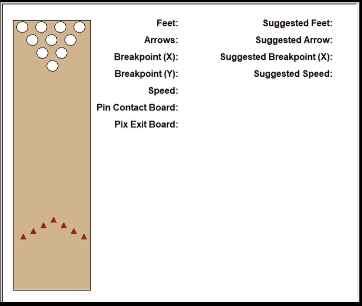 Feet: Suggested Feet:
Arrows: Suggested Arrow:
Breakpoint (X): Suggested Breakpoint (X):
Breakpoint (Y): Suggested Speed:
Speed:
Pin Contact Board:
Pix Exit Board: